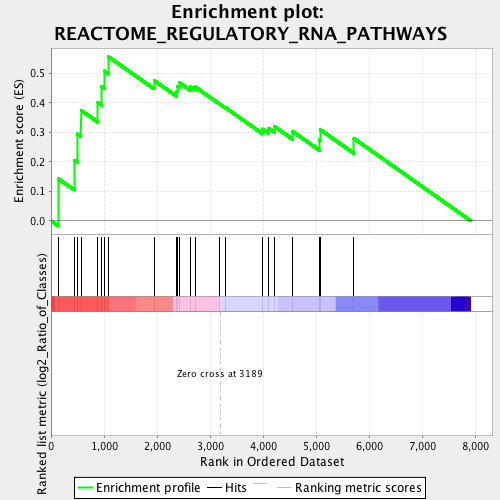 Enrichment plot:
REACTOME_REGULATORY_RNA_PATHWAYS
Enrichment score (ES)
0.5
0.4
0.3
0.2
0.1
0.0
Ranked list metric (log2_Ratio_of_Classes)
Zero cross at 3189
0 1,000 2,000 3,000 4,000 5,000 6,000 7,000 8,000
Rank in Ordered Dataset
Enrichment profile Hits Ranking metric scores